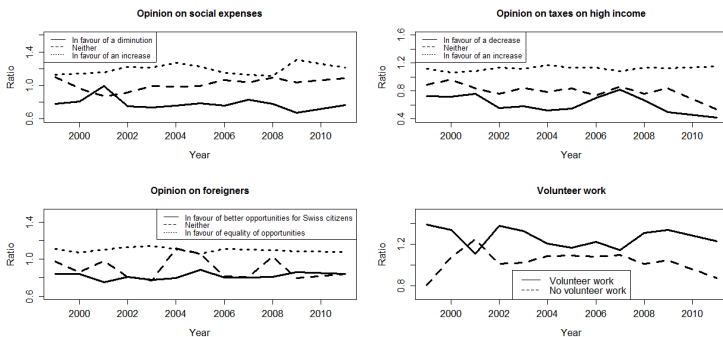 Opinion on social expenses
In favour of a diminution
Neither
In favour of an increase
Ratio
0.6 1.0 1.4
2000 2002 2004 2006 2008 2010
Year
Opinion on taxes on high income
In favour of a decrease
Neither
In favour of an increase
Ratio
0.4 0.8 1.2 1.6
2000 2002 2004 2006 2008 2010
Year
Opinion on foreigners
In favour of better opportunities for Swiss citizens
Neither
In favour of equality of opportunities
Ratio
0.6 1.0 1.4
2000 2002 2004 2006 2008 2010
Year
Volunteer work
Volunteer work
No volunteer work
Ratio
0.8 1.2
2000 2002 2004 2006 2008 2010
Year